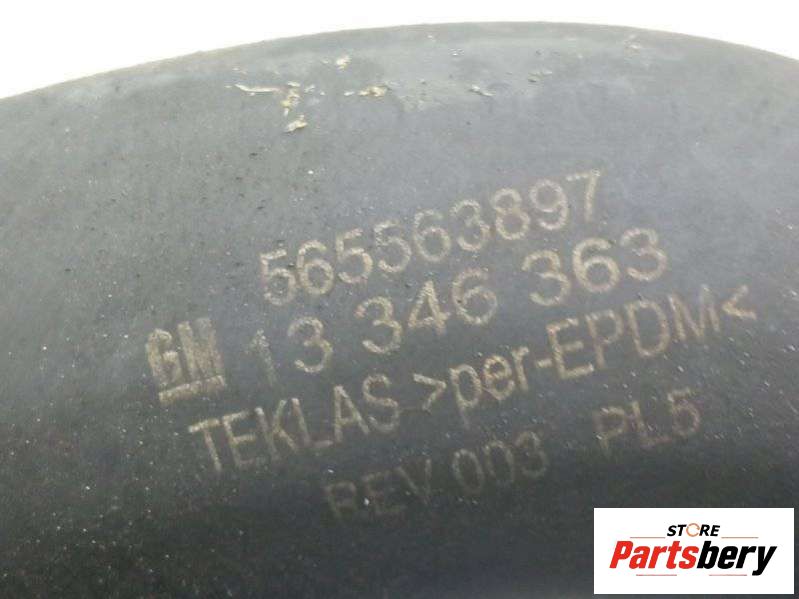 565563897
GM 13 346 363
TEKLAS >per-EPDM<
REV 003 PL5
STORE
Partsbery